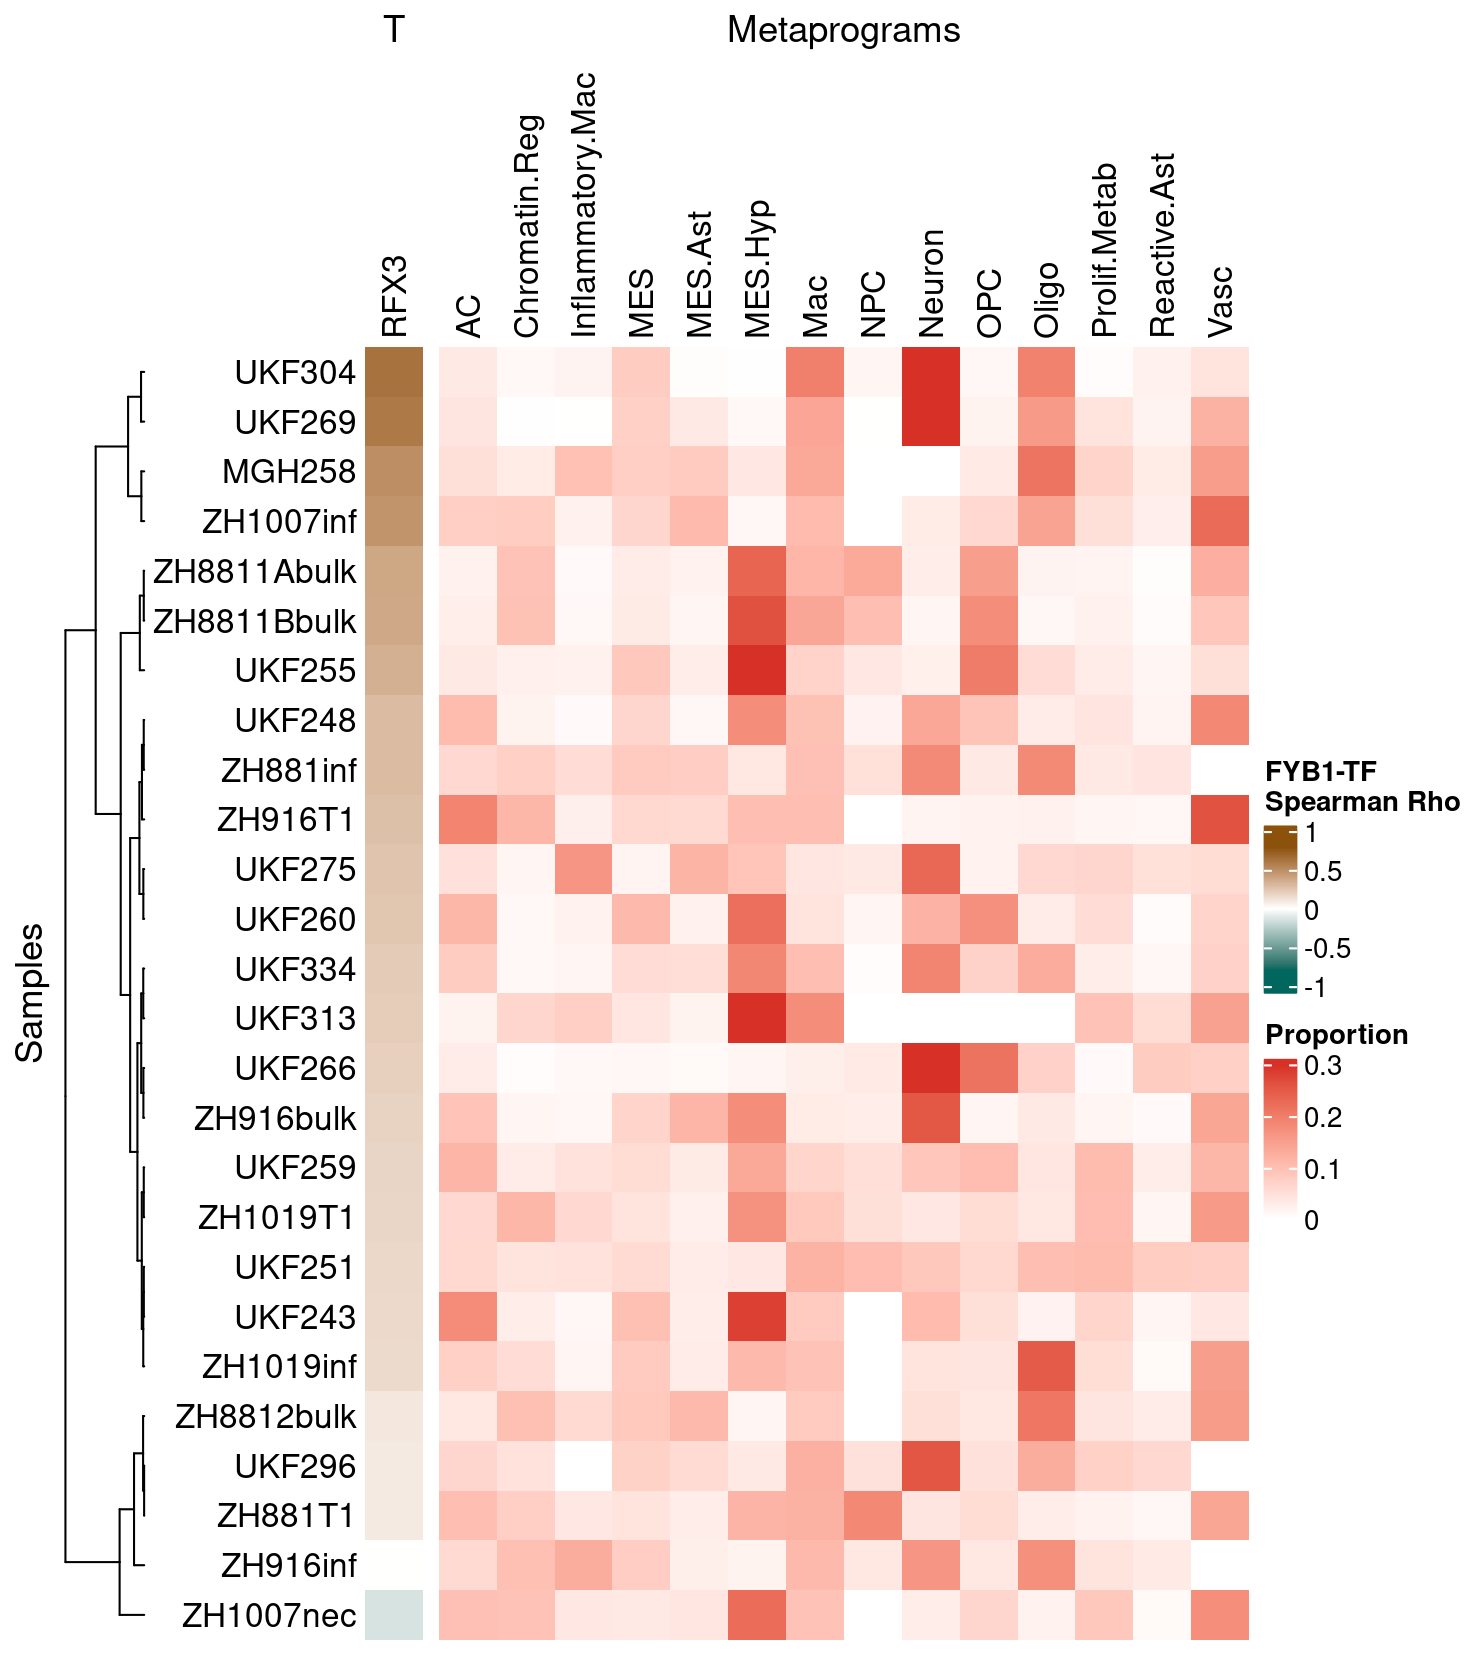 T
Metaprograms
RFX3
AC
Chromatin.Reg
Inflammatory.Mac
MES
MES.Ast
MES.Hyp
Mac
NPC
Neuron
OPC
Oligo
Prolif.Metab
Reactive.Ast
Vasc
Samples
UKF304
UKF269
MGH258
ZH1007inf
ZH8811Abulk
ZH8811Bbulk
UKF255
UKF248
ZH881inf
ZH916T1
UKF275
UKF260
UKF334
UKF313
UKF266
ZH916bulk
UKF259
ZH1019T1
UKF251
UKF243
ZH1019inf
ZH8812bulk
UKF296
ZH881T1
ZH916inf
ZH1007nec
FYB1-TF
Spearman Rho
1
0.5
0
-0.5
-1
Proportion
0.3
0.2
0.1
0